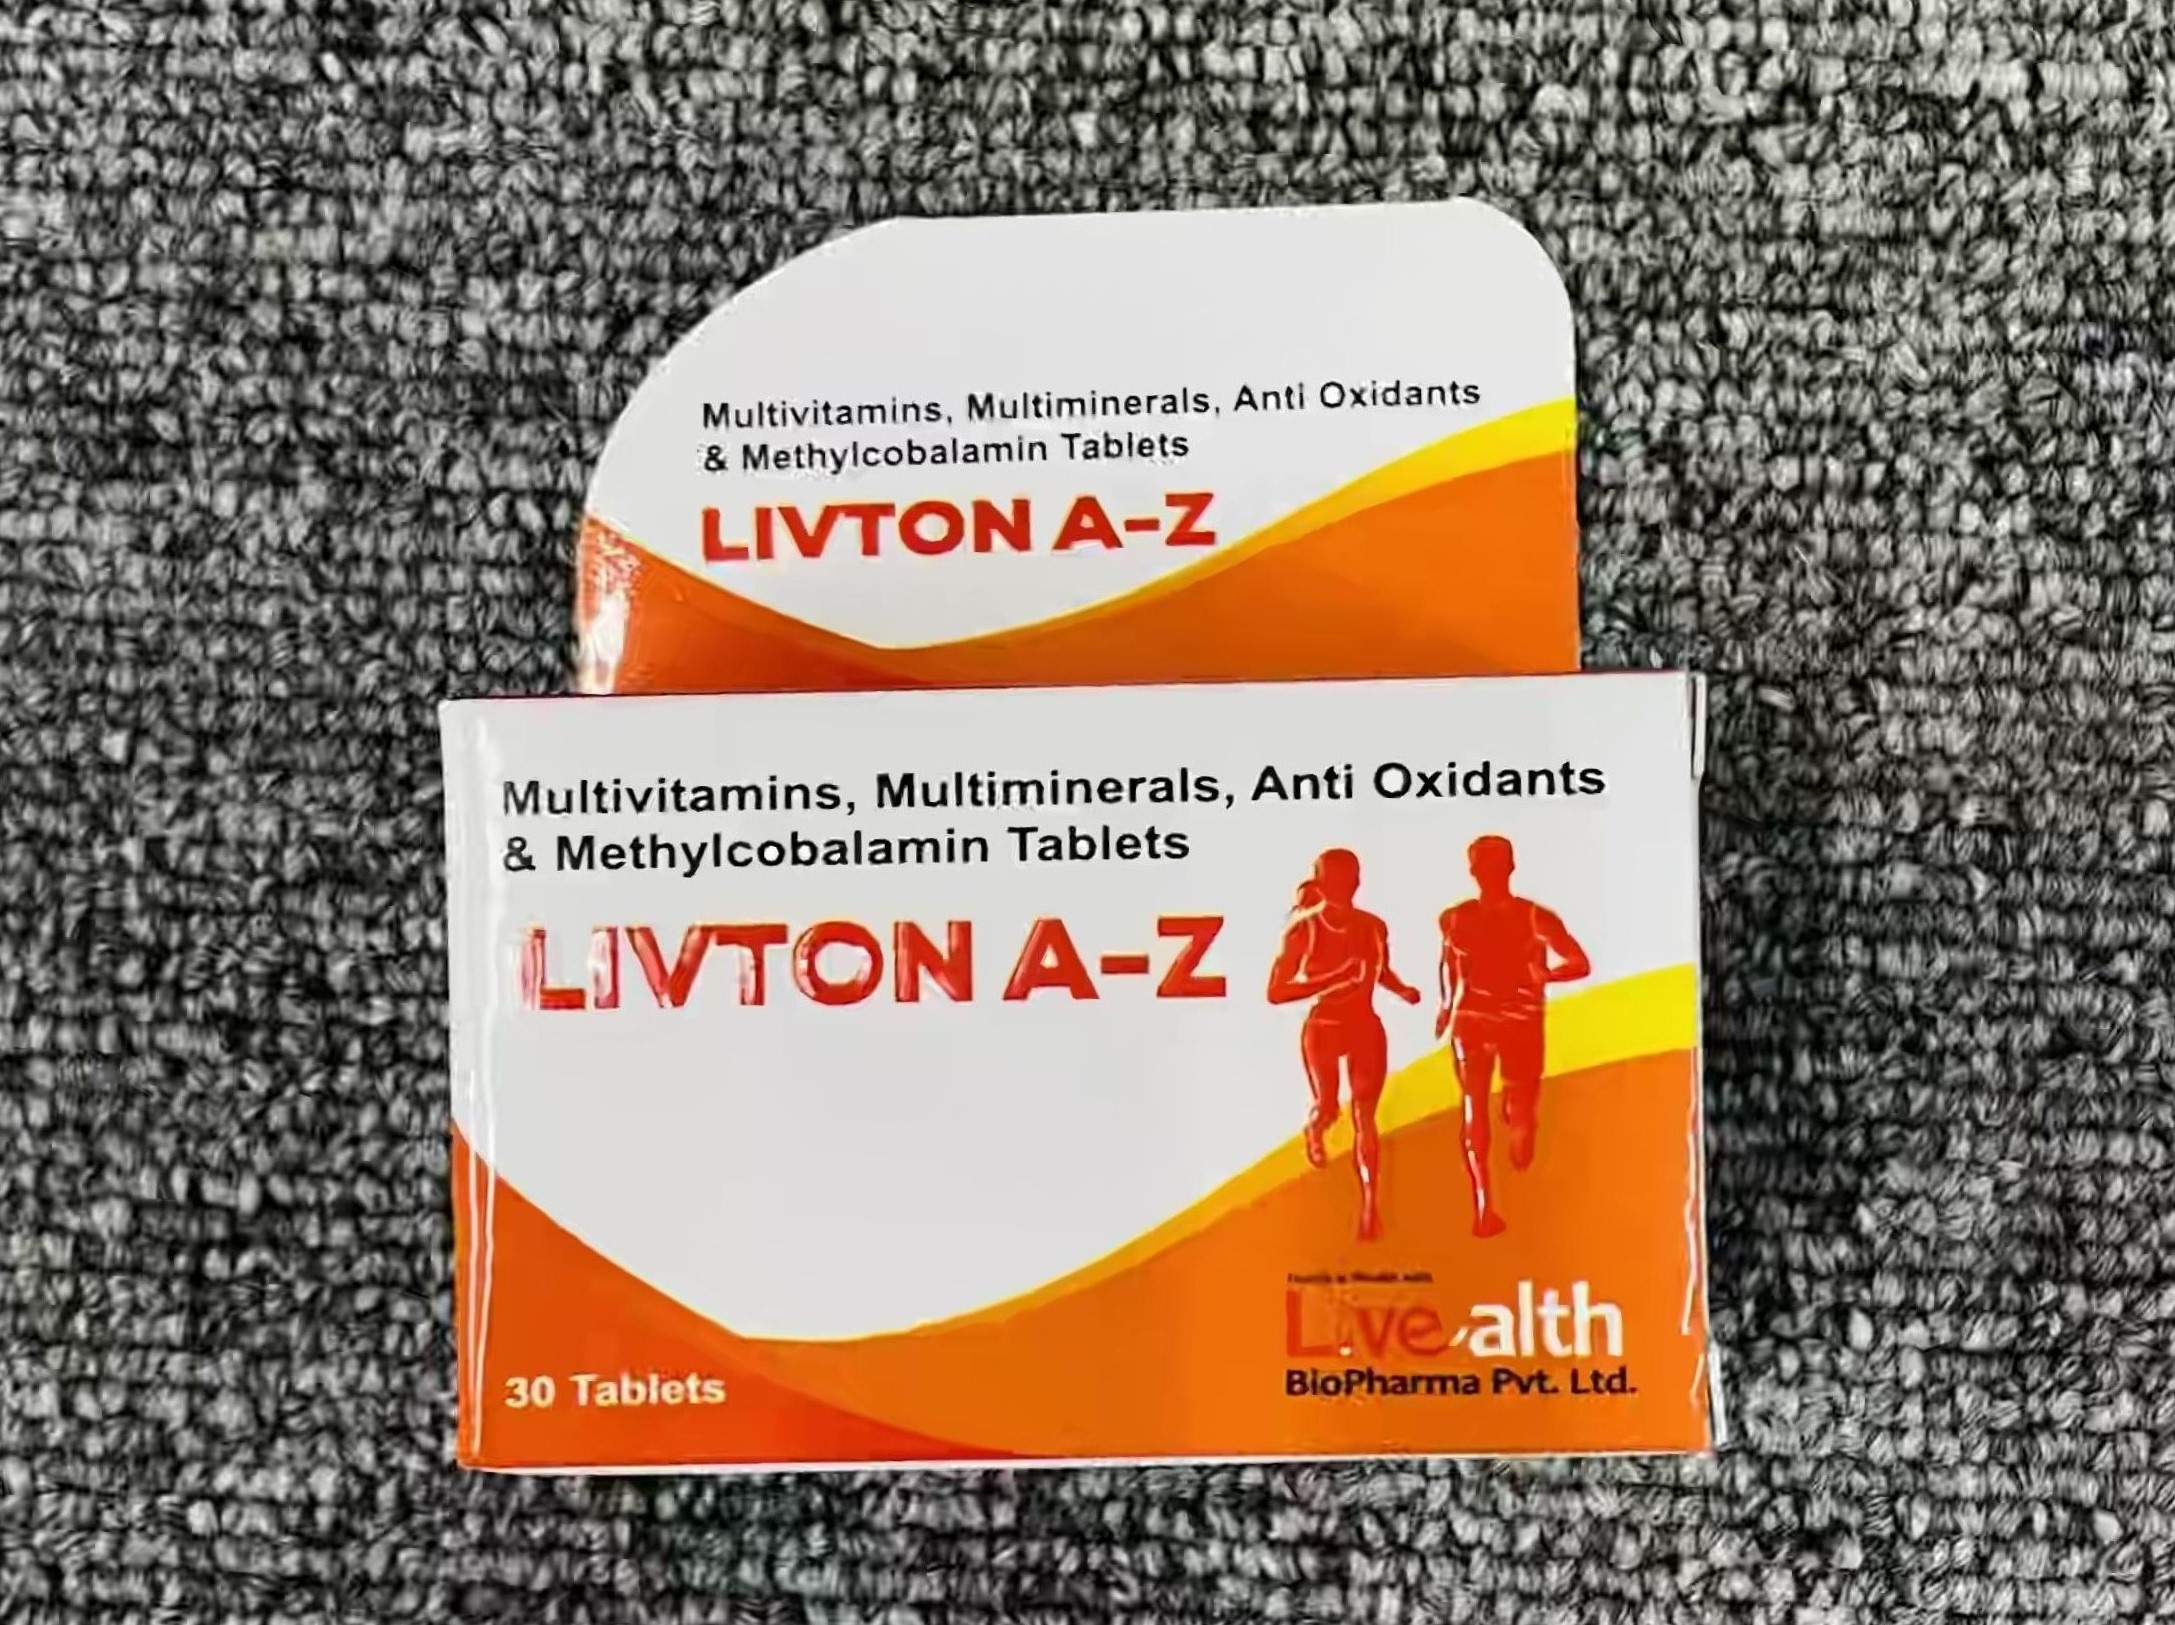 Multivitamins, Multiminerals, Anti Oxidants
& Methylcobalamin Tablets
LIVTON A-Z
Multivitamins, Multiminerals, Anti Oxidants
& Methylcobalamin Tablets
LIVTON A-Z
Livealth
BioPharma Pvt. Ltd.
30 Tablets